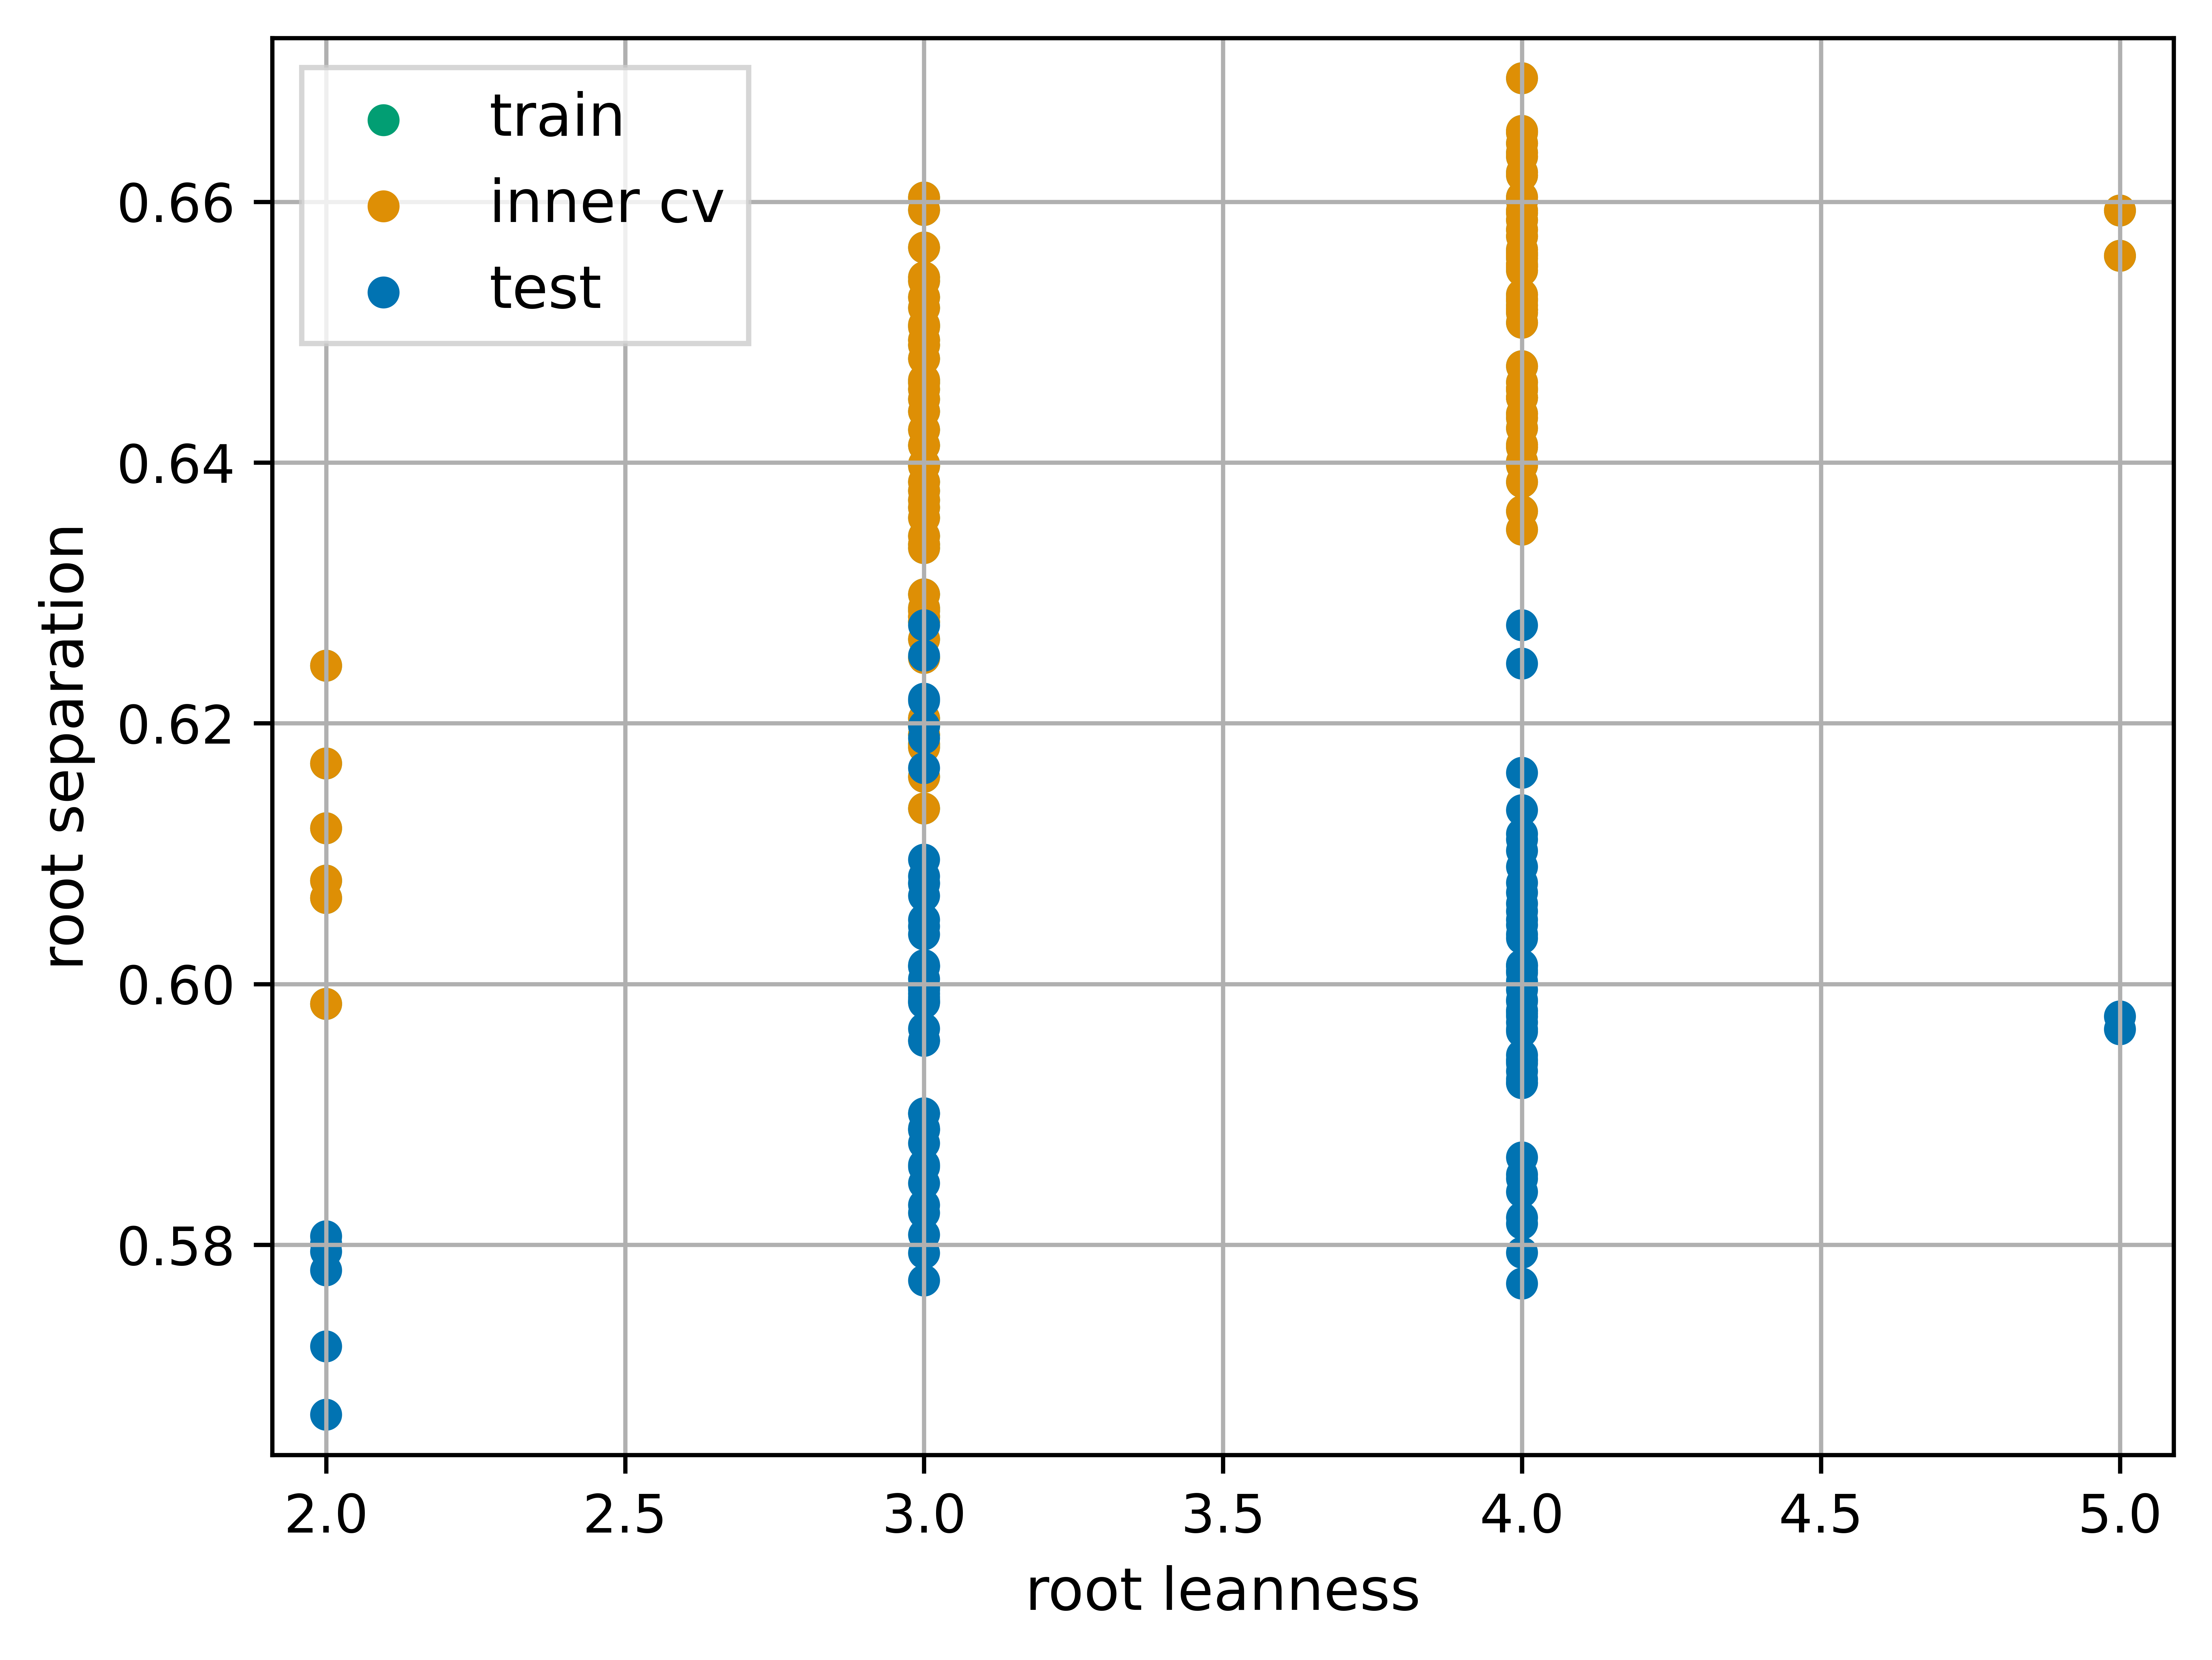 train
inner cv
test
0.66
0.64
0.62
0.60
0.58
root separation
2.0 2.5 3.0 3.5 4.0 4.5 5.0
root leanness